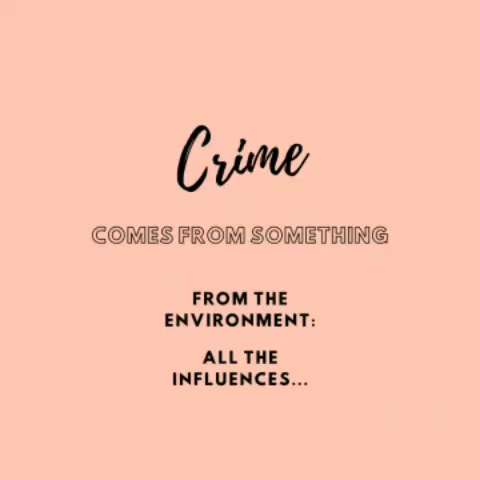 Crime
COMES FROM SOMETHING
FROM THE
ENVIRONMENT:
ALL THE
INFLUENCES...